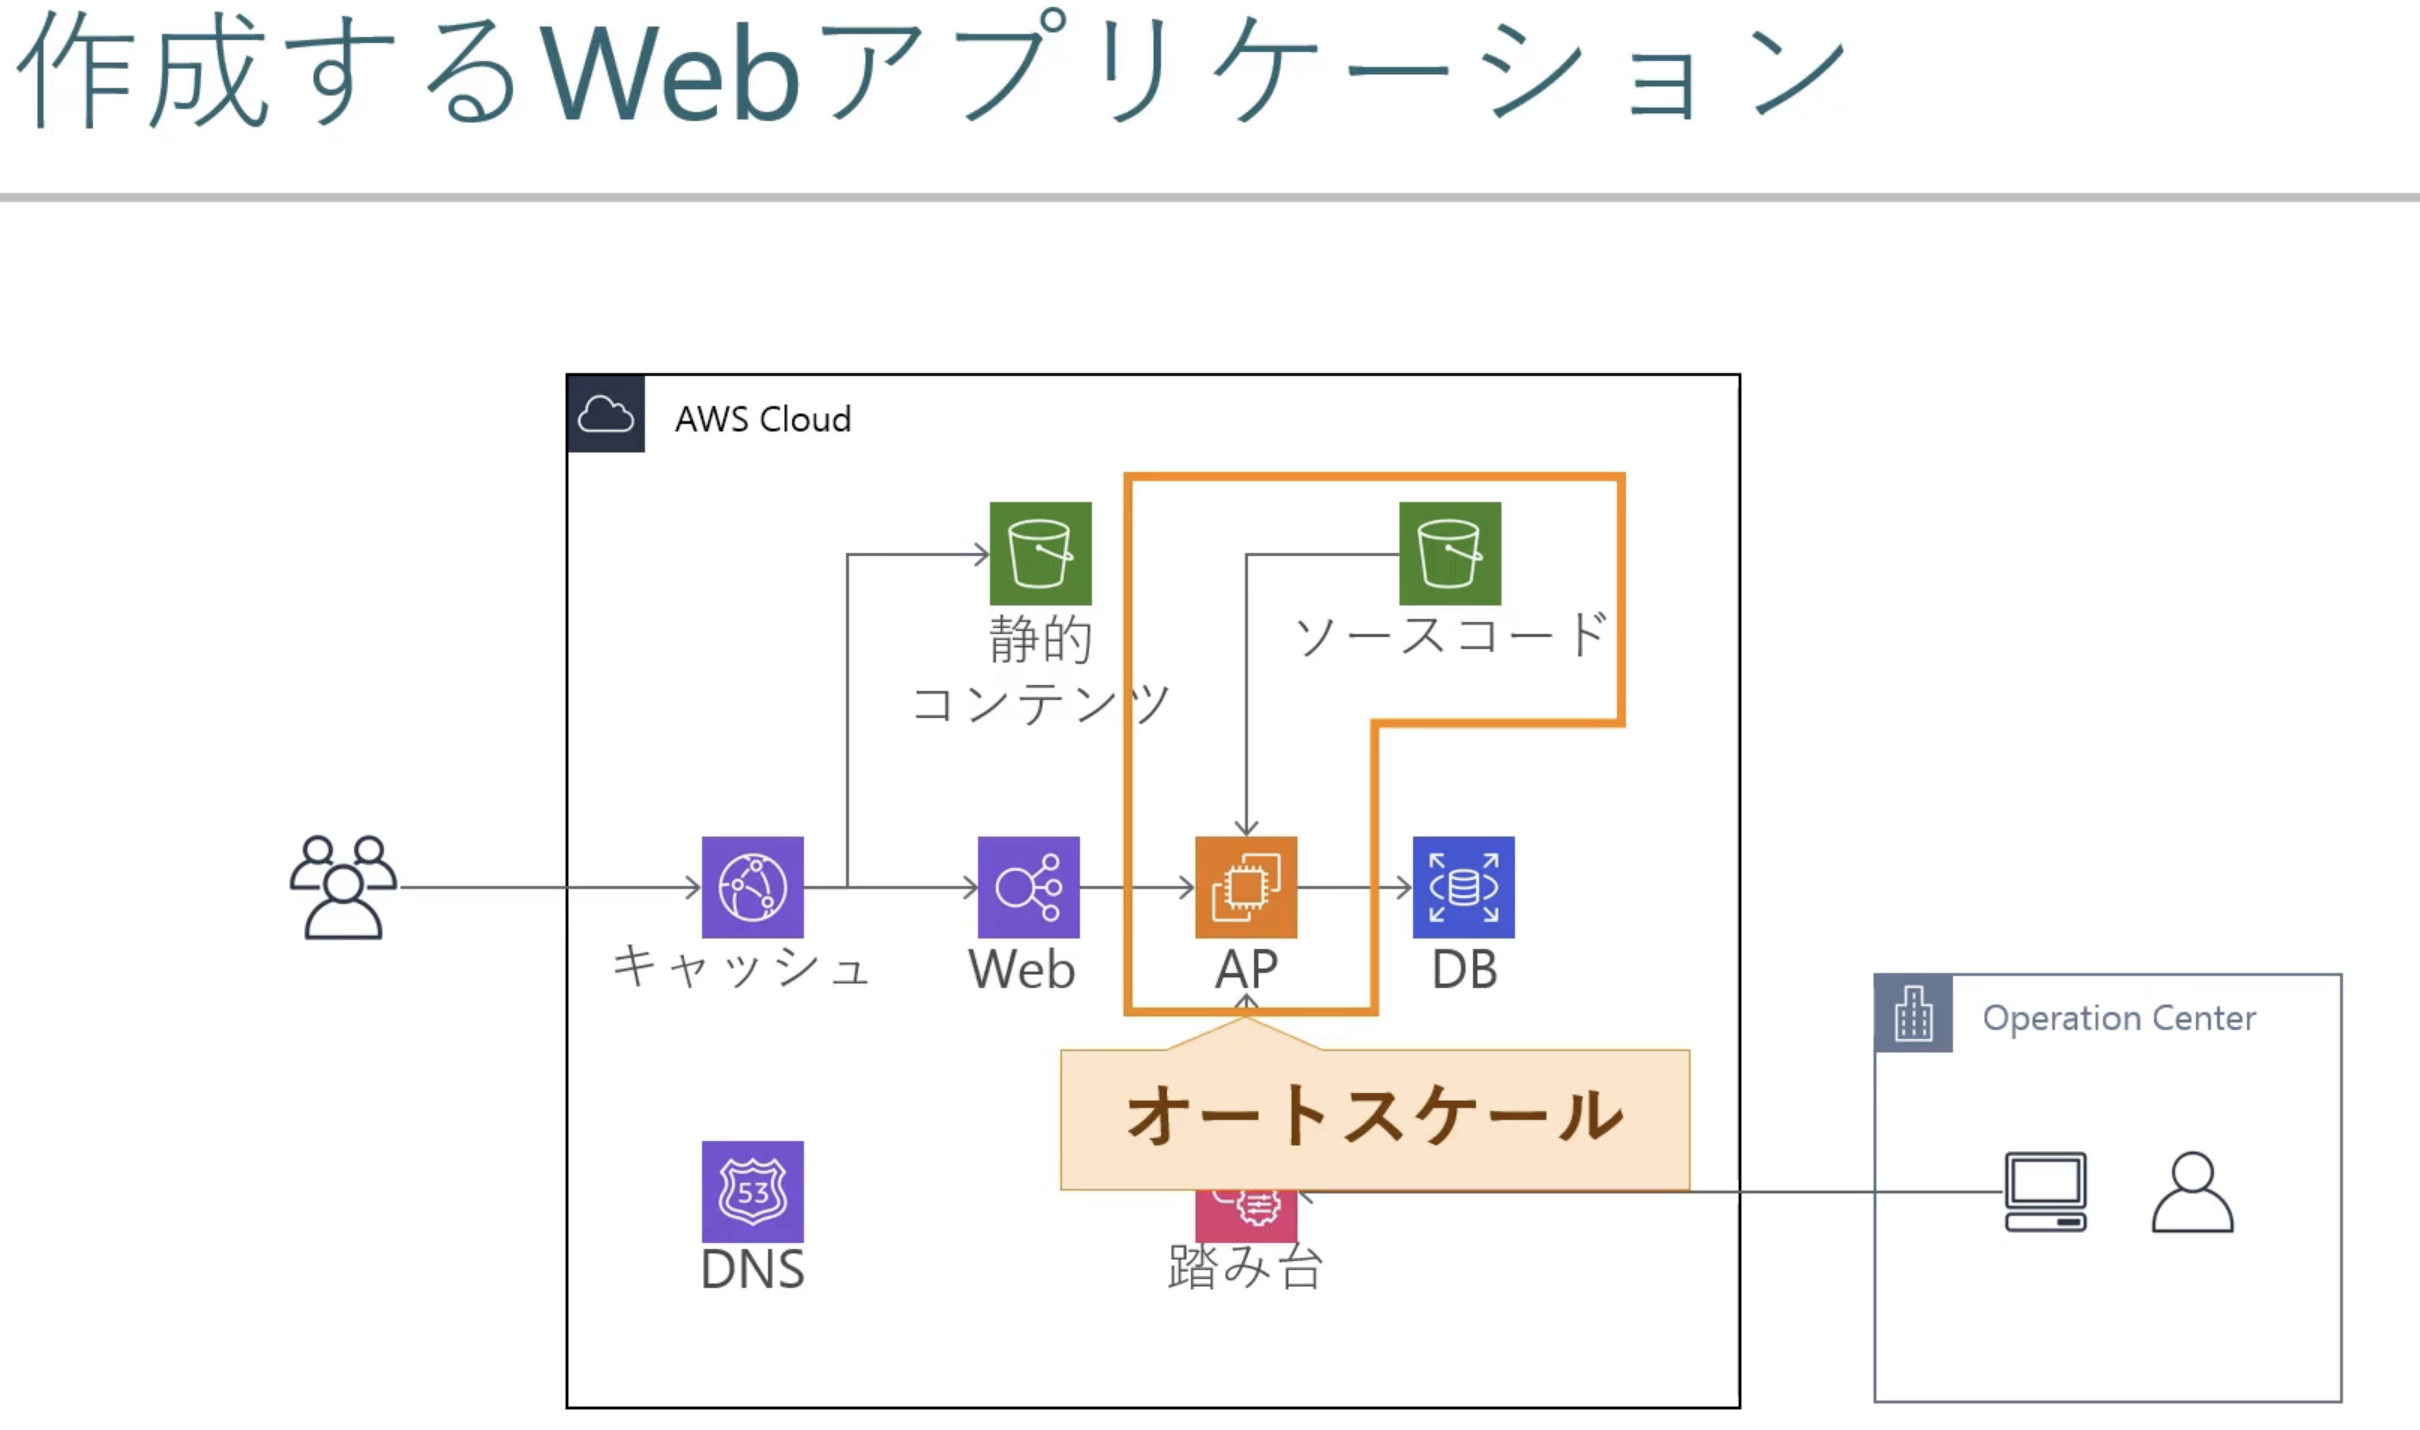 作成するWebアプリケーション
AWS Cloud
静的
コンテンツ
ソースコード
キャッシュ
Web
AP
DB
Operation Center
オートスケール
53
DNS
踏み台